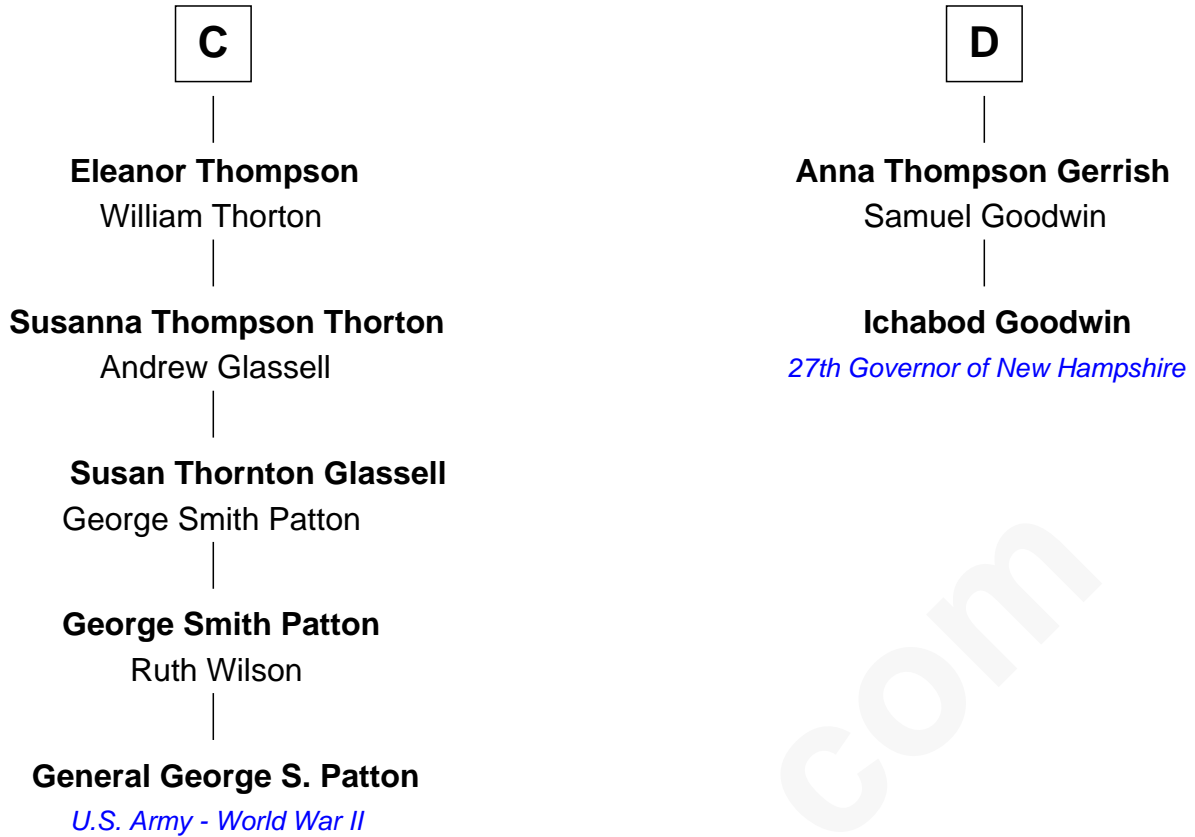 C
Eleanor Thompson
William Thorton
Susanna Thompson Thorton
Andrew Glassell
Susan Thornton Glassell
George Smith Patton
George Smith Patton
Ruth Wilson
General George S. Patton
U.S. Army - World War II
D
Anna Thompson Gerrish
Samuel Goodwin
Ichabod Goodwin
27th Governor of New Hampshire
com